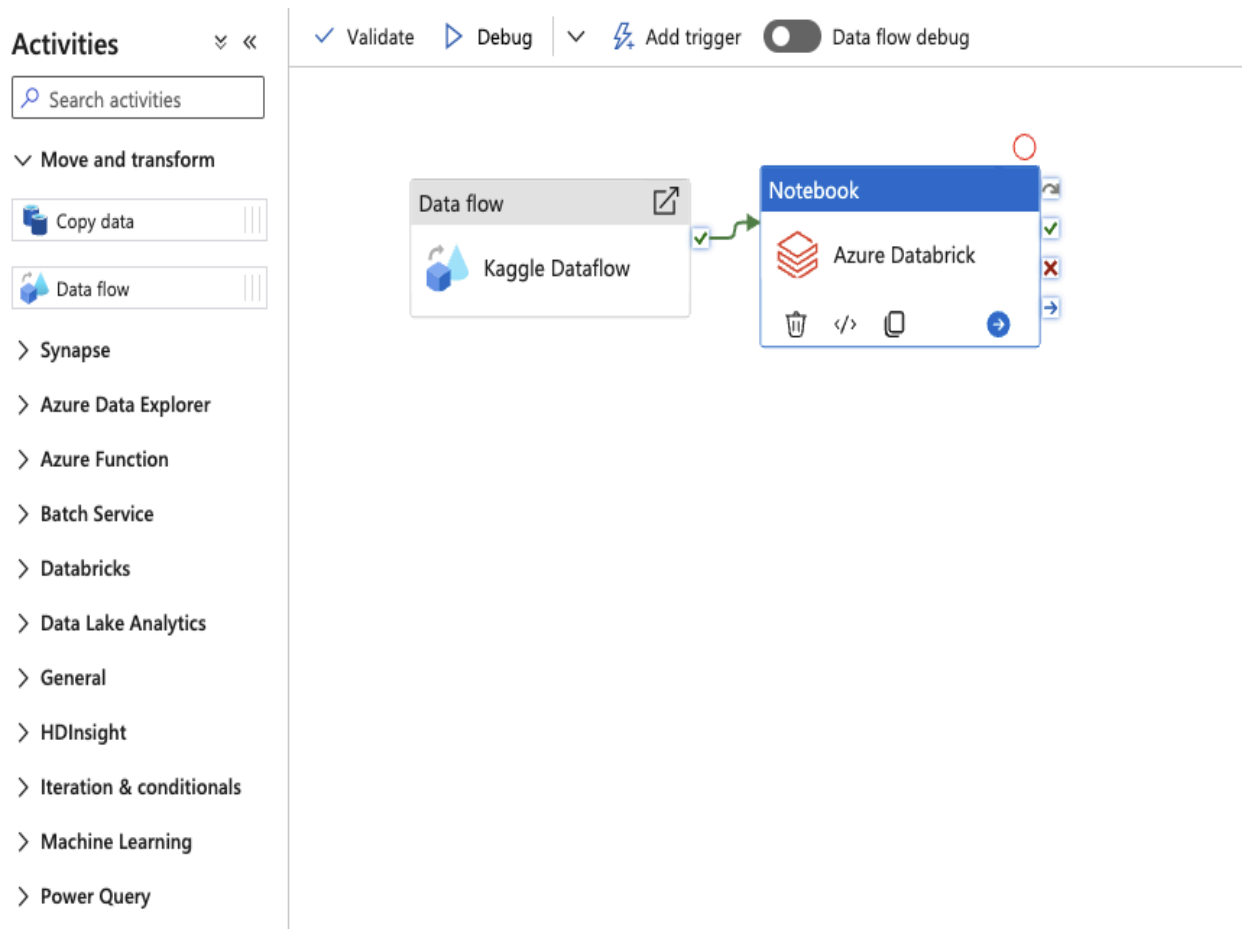 Activities
Search activities
Move and transform
Copy data
Data flow
Synapse
Azure Data Explorer
Azure Function
Batch Service
Databricks
Data Lake Analytics
General
HDInsight
Iteration & conditionals
Machine Learning
Power Query
Validate Debug Add trigger Data flow debug
Data flow
Kaggle Dataflow
Notebook
Azure Databrick